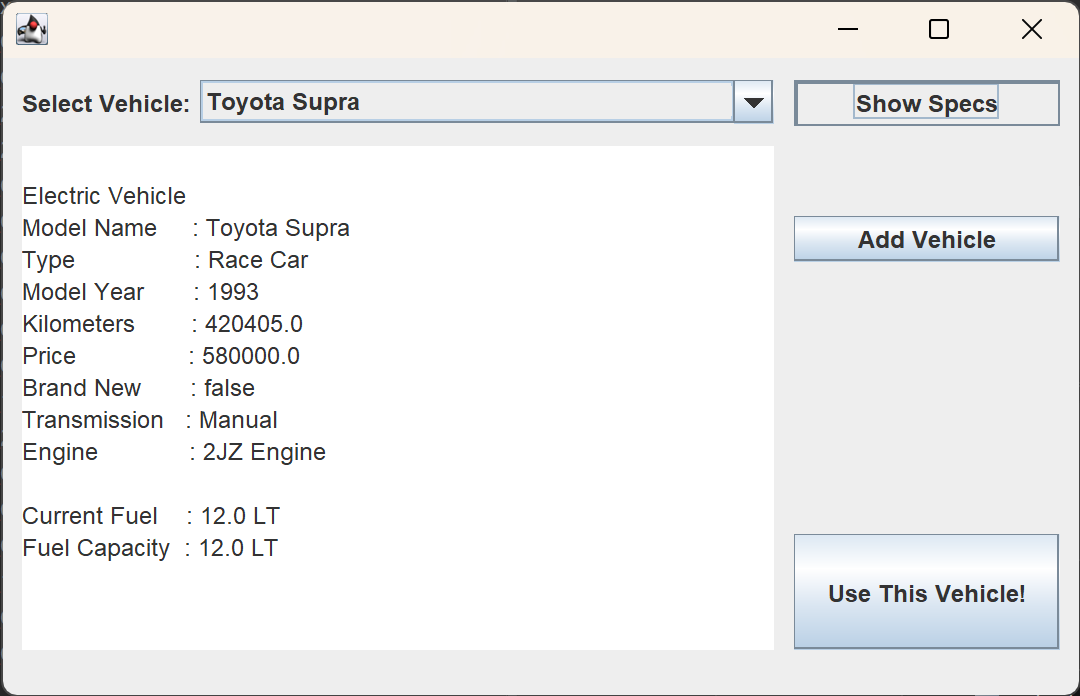 Select Vehicle: Toyota Supra Show Specs
Add Vehicle
Electric Vehicle
Model Name : Toyota Supra
Type : Race Car
Model Year : 1993
Kilometers : 420405.0
Price : 580000.0
Brand New : false
Transmission : Manual
Engine : 2JZ Engine
Current Fuel : 12.0 LT
Fuel Capacity : 12.0 LT
Use This Vehicle!